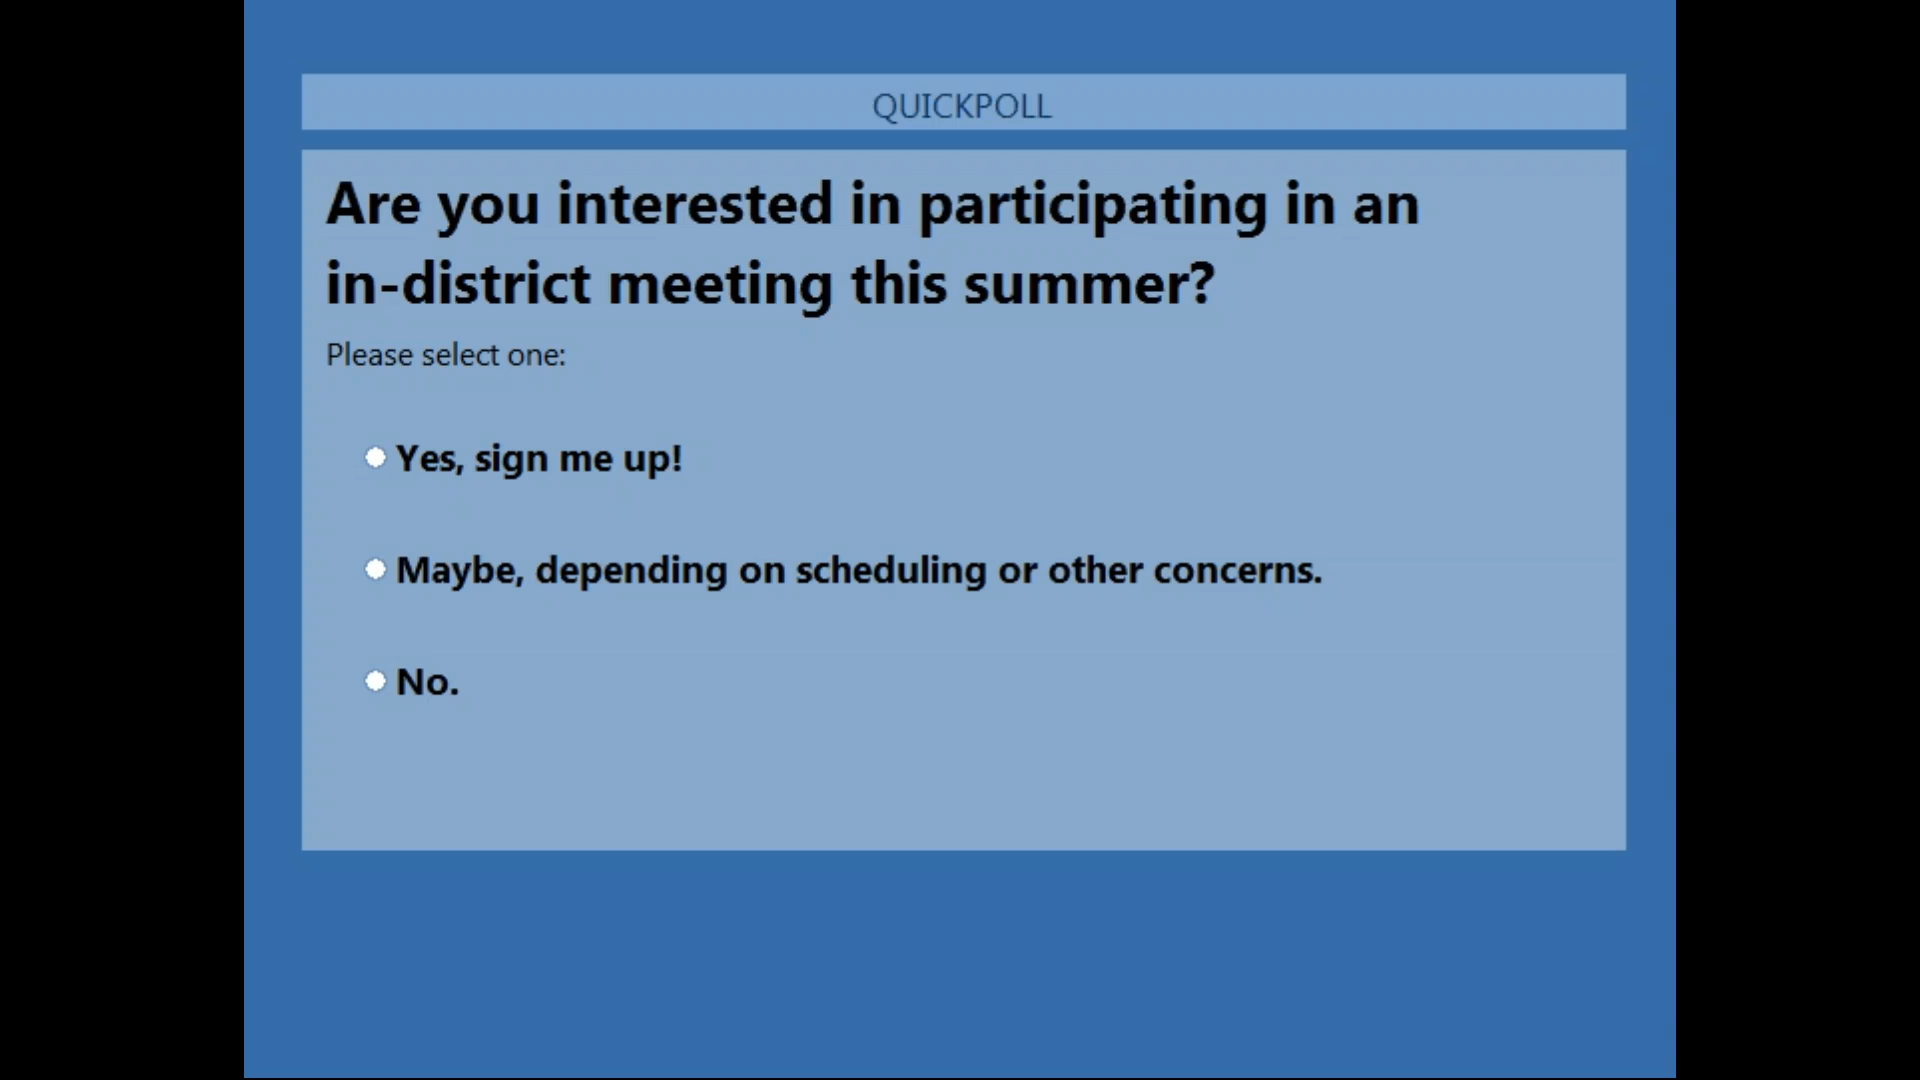 QUICKPOLL
Are you interested in participating in an
in-district meeting this summer?
Please select one:
Yes, sign me up!
Maybe, depending on scheduling or other concerns.
No.